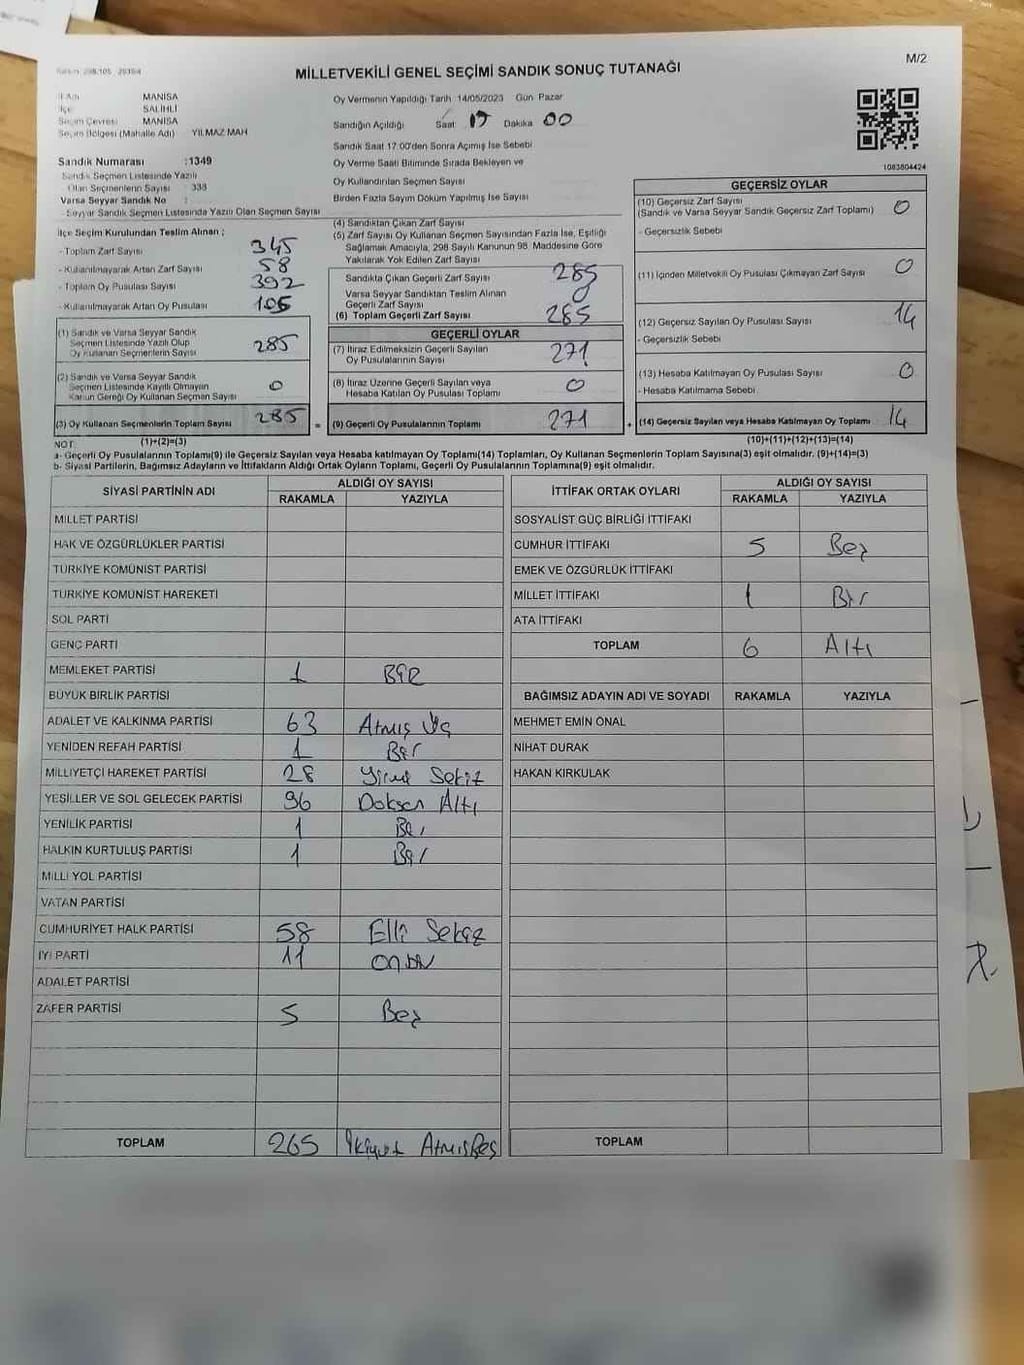 MİLLETVEKİLİ GENEL SEÇİMİ SANDIK SONUÇ TUTANAĞI
M/2
MANİSA
SALİHLİ
Seçim Çevresi MANİSA
Seçim Bölgesi (Mahalle Adı) YILMAZ MAH
Sandık Numarası :1349
Sandık Seçmen Listesinde Yazılı
Olan Seçmenlerin Sayısı : 338
Varsa Seyyar Sandık No :
Seyyar Sandık Seçmen Listesinde Yazılı Olan Seçmen Sayısı
Oy Vermenin Yapıldığı Tarih 14/05/2023 Gün Pazar
Sandığın Açıldığı Saat 17 Dakika 00
Sandık Saat 17:00'den Sonra Açımış İse Sebebi
Oy Verme Saati Bitiminde Sırada Bekleyen ve
Oy Kullandırılan Seçmen Sayısı
Birden Fazla Sayım Döküm Yapılmış İse Sayısı
1083804424
İlçe Seçim Kurulundan Teslim Alınan ;
- Toplam Zarf Sayısı 345
- Kullanılmayarak Artan Zarf Sayısı 58
- Toplam Oy Pusulası Sayısı 392
- Kullanılmayarak Artan Oy Pusulası 105
(1) Sandık ve Varsa Seyyar Sandık
Seçmen Listesinde Yazılı Olup
Oy Kullanan Seçmenlerin Sayısı 285
(2) Sandık ve Varsa Seyyar Sandık
Seçmen Listesinde Kayıtlı Olmayan
Kanun Gereği Oy Kullanan Seçmen Sayısı 0
(3) Oy Kullanan Seçmenlerin Toplam Sayısı 285
(4) Sandıktan Çıkan Zarf Sayısı
(5) Zarf Sayısı Oy Kullanan Seçmen Sayısından Fazla İse, Eşitliği
Sağlamak Amacıyla, 298 Sayılı Kanunun 98. Maddesine Göre
Yakılarak Yok Edilen Zarf Sayısı
Sandıkta Çıkan Geçerli Zarf Sayısı 285
Varsa Seyyar Sandıktan Teslim Alınan
Geçerli Zarf Sayısı 0
(6) Toplam Geçerli Zarf Sayısı 285
GEÇERLİ OYLAR
(7) İtiraz Edilmeksizin Geçerli Sayılan
Oy Pusulalarının Sayısı 271
(8) İtiraz Üzerine Geçerli Sayılan veya
Hesaba Katılan Oy Pusulası Toplamı 0
= (9) Geçerli Oy Pusulalarının Toplamı 271
GEÇERSİZ OYLAR
(10) Geçersiz Zarf Sayısı
(Sandık ve Varsa Seyyar Sandık Geçersiz Zarf Toplamı) 0
- Geçersizlik Sebebi
(11) İçinden Milletvekili Oy Pusulası Çıkmayan Zarf Sayısı 0
(12) Geçersiz Sayılan Oy Pusulası Sayısı 14
- Geçersizlik Sebebi
(13) Hesaba Katılmayan Oy Pusulası Sayısı 0
- Hesaba Katılmama Sebebi
+ (14) Geçersiz Sayılan veya Hesaba Katılmayan Oy Toplamı 14
NOT: (1)+(2)=(3)
(10)+(11)+(12)+(13)=(14)
a- Geçerli Oy Pusulalarının Toplamı(9) ile Geçersiz Sayılan veya Hesaba katılmayan Oy Toplamı(14) Toplamları, Oy Kullanan Seçmenlerin Toplam Sayısına(3) eşit olmalıdır. (9)+(14)=(3)
b- Siyasi Partilerin, Bağımsız Adayların ve İttifakların Aldığı Ortak Oyların Toplamı, Geçerli Oy Pusulalarının Toplamına(9) eşit olmalıdır.
SİYASİ PARTİNİN ADI ALDIĞI OY SAYISI
RAKAMLA YAZIYLA
MİLLET PARTİSİ
HAK VE ÖZGÜRLÜKLER PARTİSİ
TÜRKİYE KOMÜNİST PARTİSİ
TÜRKİYE KOMÜNİST HAREKETİ
SOL PARTİ
GENÇ PARTİ
MEMLEKET PARTİSİ 1 BİR
BÜYÜK BİRLİK PARTİSİ
ADALET VE KALKINMA PARTİSİ 63 Atmış Üç
YENİDEN REFAH PARTİSİ 1 Bir
MİLLİYETÇİ HAREKET PARTİSİ 28 Yirmi Sekiz
YEŞİLLER VE SOL GELECEK PARTİSİ 96 Doksan Altı
YENİLİK PARTİSİ 1 Bir
HALKIN KURTULUŞ PARTİSİ 1 Bir
MİLLİ YOL PARTİSİ
VATAN PARTİSİ
CUMHURİYET HALK PARTİSİ 58 Elli Sekiz
İYİ PARTİ 11 onbir
ADALET PARTİSİ
ZAFER PARTİSİ 5 Beş
TOPLAM 265 İkiyüz AtmışBeş
İTTİFAK ORTAK OYLARI ALDIĞI OY SAYISI
RAKAMLA YAZIYLA
SOSYALİST GÜÇ BİRLİĞİ İTTİFAKI
CUMHUR İTTİFAKI 5 Beş
EMEK VE ÖZGÜRLÜK İTTİFAKI
MİLLET İTTİFAKI 1 Bir
ATA İTTİFAKI
TOPLAM 6 Altı
BAĞIMSIZ ADAYIN ADI VE SOYADI RAKAMLA YAZIYLA
MEHMET EMİN ÖNAL
NİHAT DURAK
HAKAN KIRKULAK
TOPLAM